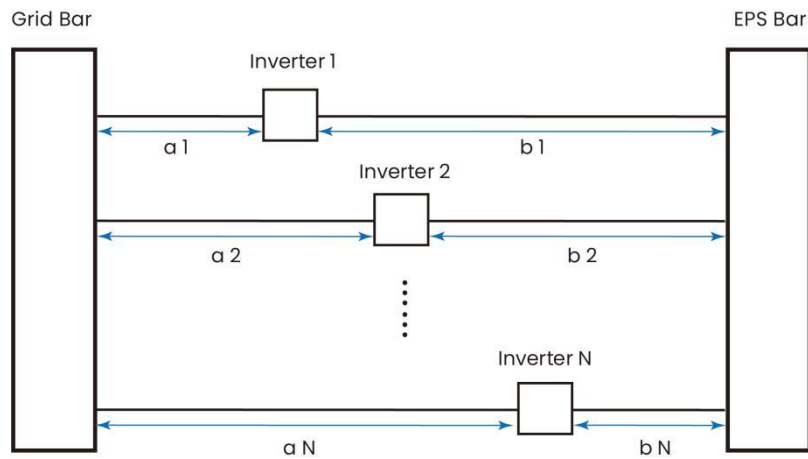 Grid Bar
EPS Bar
Inverter 1
a 1
b 1
Inverter 2
a 2
b 2
Inverter N
a N
b N